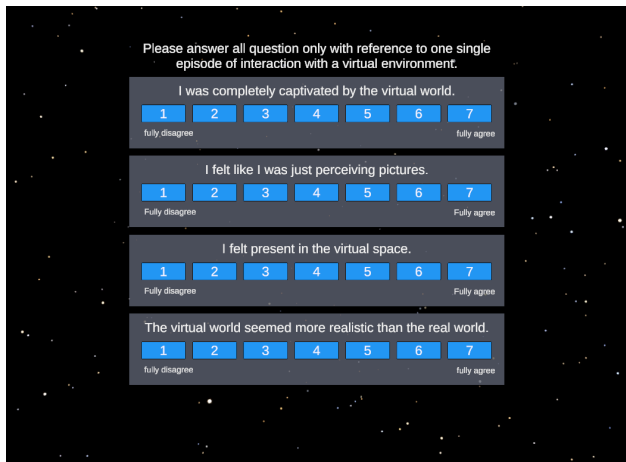 Please answer all question only with reference to one single
episode of interaction with a virtual environment.
I was completely captivated by the virtual world.
1 2 3 4 5 6 7
fully disagree fully agree
I felt like I was just perceiving pictures.
1 2 3 4 5 6 7
Fully disagree Fully agree
I felt present in the virtual space.
1 2 3 4 5 6 7
Fully disagree Fully agree
The virtual world seemed more realistic than the real world.
1 2 3 4 5 6 7
fully disagree fully agree